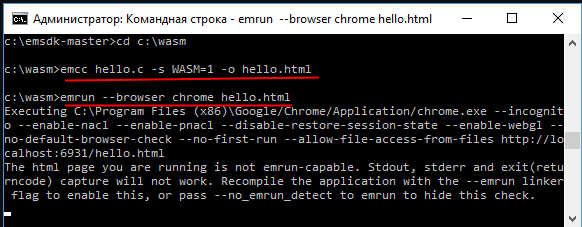 Администратор: Командная строка - emrun  --browser chrome hello.html
c:\emsdk-master>cd c:\wasm
c:\wasm>emcc hello.c -s WASM=1 -o hello.html
c:\wasm>emrun --browser chrome hello.html
Executing C:\Program Files (x86)\Google/Chrome/Application/chrome.exe --incognit
o --enable-nacl --enable-pnacl --disable-restore-session-state --enable-webgl --
no-default-browser-check --no-first-run --allow-file-access-from-files http://lo
calhost:6931/hello.html
The html page you are running is not emrun-capable. Stdout, stderr and exit(retu
rncode) capture will not work. Recompile the application with the --emrun linker
 flag to enable this, or pass --no_emrun_detect to emrun to hide this check.